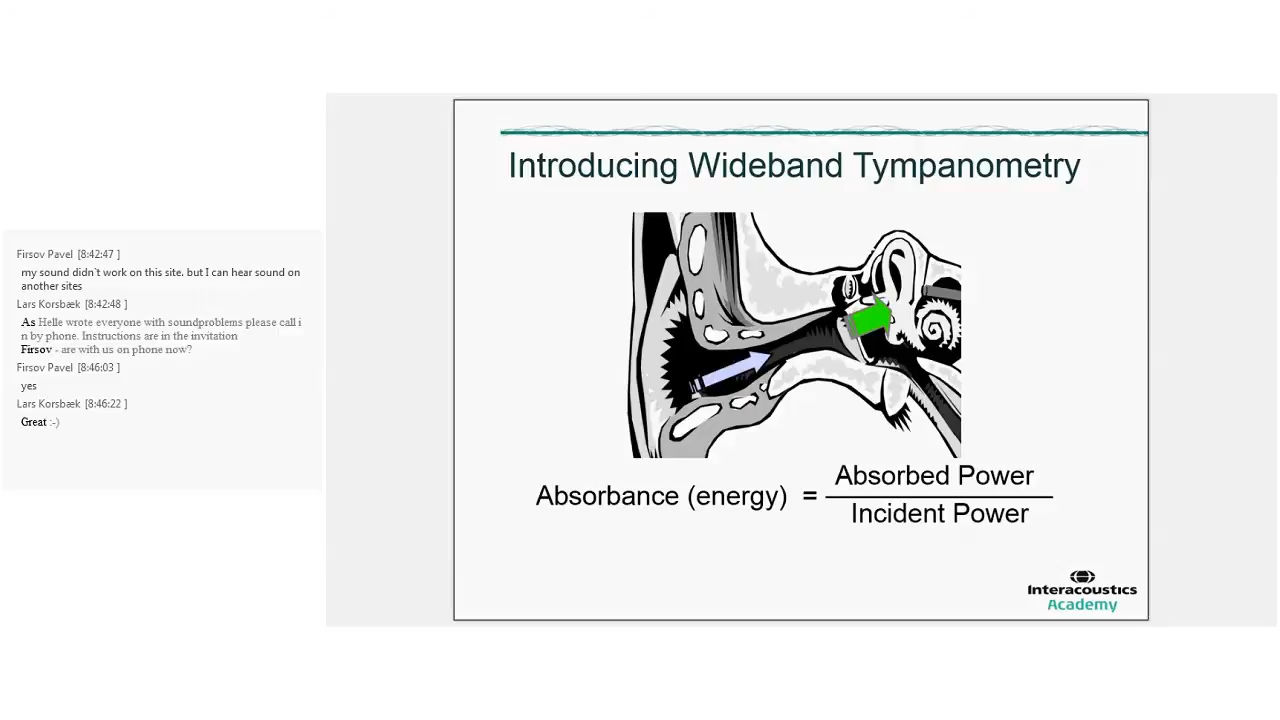 Firsov Pavel [8:42:47 ]
my sound didn`t work on this site. but I can hear sound on
another sites
Lars Korsbæk [8:42:48 ]
As Helle wrote everyone with soundproblems please call i
n by phone. Instructions are in the invitation
Firsov - are with us on phone now?
Firsov Pavel [8:46:03 ]
yes
Lars Korsbæk [8:46:22 ]
Great :-)
Introducing Wideband Tympanometry
Absorbance (energy) = Absorbed Power
Incident Power
Interacoustics
Academy